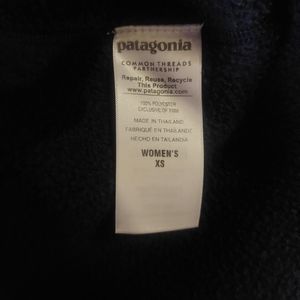 patagonia
COMMON THREADS
PARTNERSHIP
Repair, Reuse, Recycle
This Product
www.patagonia.com
100% POLYESTER
EXCLUSIVE OF TRIM
MADE IN THAILAND
FABRIQUÉ EN THAÏLANDE
HECHO EN TAILANDIA
WOMEN'S
XS